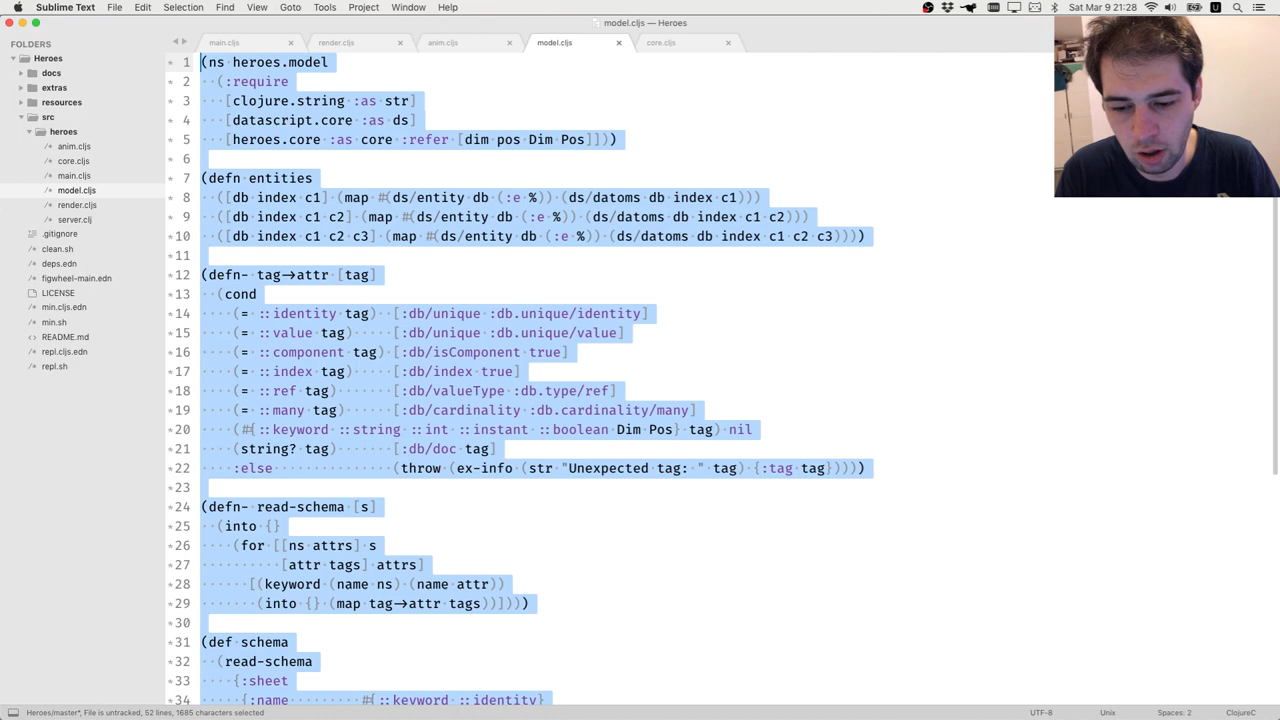 Sublime Text File Edit Selection Find View Goto Tools Project Window Help Sat Mar 9 21:28
model.cljs — Heroes
FOLDERS
Heroes
docs
extras
resources
src
heroes
anim.cljs
core.cljs
main.cljs
model.cljs
render.cljs
server.clj
.gitignore
clean.sh
deps.edn
figwheel-main.edn
LICENSE
min.cljs.edn
min.sh
README.md
repl.cljs.edn
repl.sh
main.cljs render.cljs anim.cljs model.cljs core.cljs
1 (ns heroes.model
2 (:require
3 [clojure.string :as str]
4 [datascript.core :as ds]
5 [heroes.core :as core :refer [dim pos Dim Pos]]))
6
7 (defn entities
8 ([db index c1] (map #(ds/entity db (:e %)) (ds/datoms db index c1)))
9 ([db index c1 c2] (map #(ds/entity db (:e %)) (ds/datoms db index c1 c2)))
10 ([db index c1 c2 c3] (map #(ds/entity db (:e %)) (ds/datoms db index c1 c2 c3))))
11
12 (defn- tag->attr [tag]
13 (cond
14 (= ::identity tag) [:db/unique :db.unique/identity]
15 (= ::value tag) [:db/unique :db.unique/value]
16 (= ::component tag) [:db/isComponent true]
17 (= ::index tag) [:db/index true]
18 (= ::ref tag) [:db/valueType :db.type/ref]
19 (= ::many tag) [:db/cardinality :db.cardinality/many]
20 (#{::keyword ::string ::int ::instant ::boolean Dim Pos} tag) nil
21 (string? tag) [:db/doc tag]
22 :else (throw (ex-info (str "Unexpected tag: " tag) {:tag tag}))))
23
24 (defn- read-schema [s]
25 (into {}
26 (for [[ns attrs] s
27 [attr tags] attrs]
28 [(keyword (name ns) (name attr))
29 (into {} (map tag->attr tags))])))
30
31 (def schema
32 (read-schema
33 {:sheet
34 {:name #{::keyword ::identity}
Heroes/master*, File is untracked, 52 lines, 1685 characters selected UTF-8 Unix Spaces: 2 ClojureC